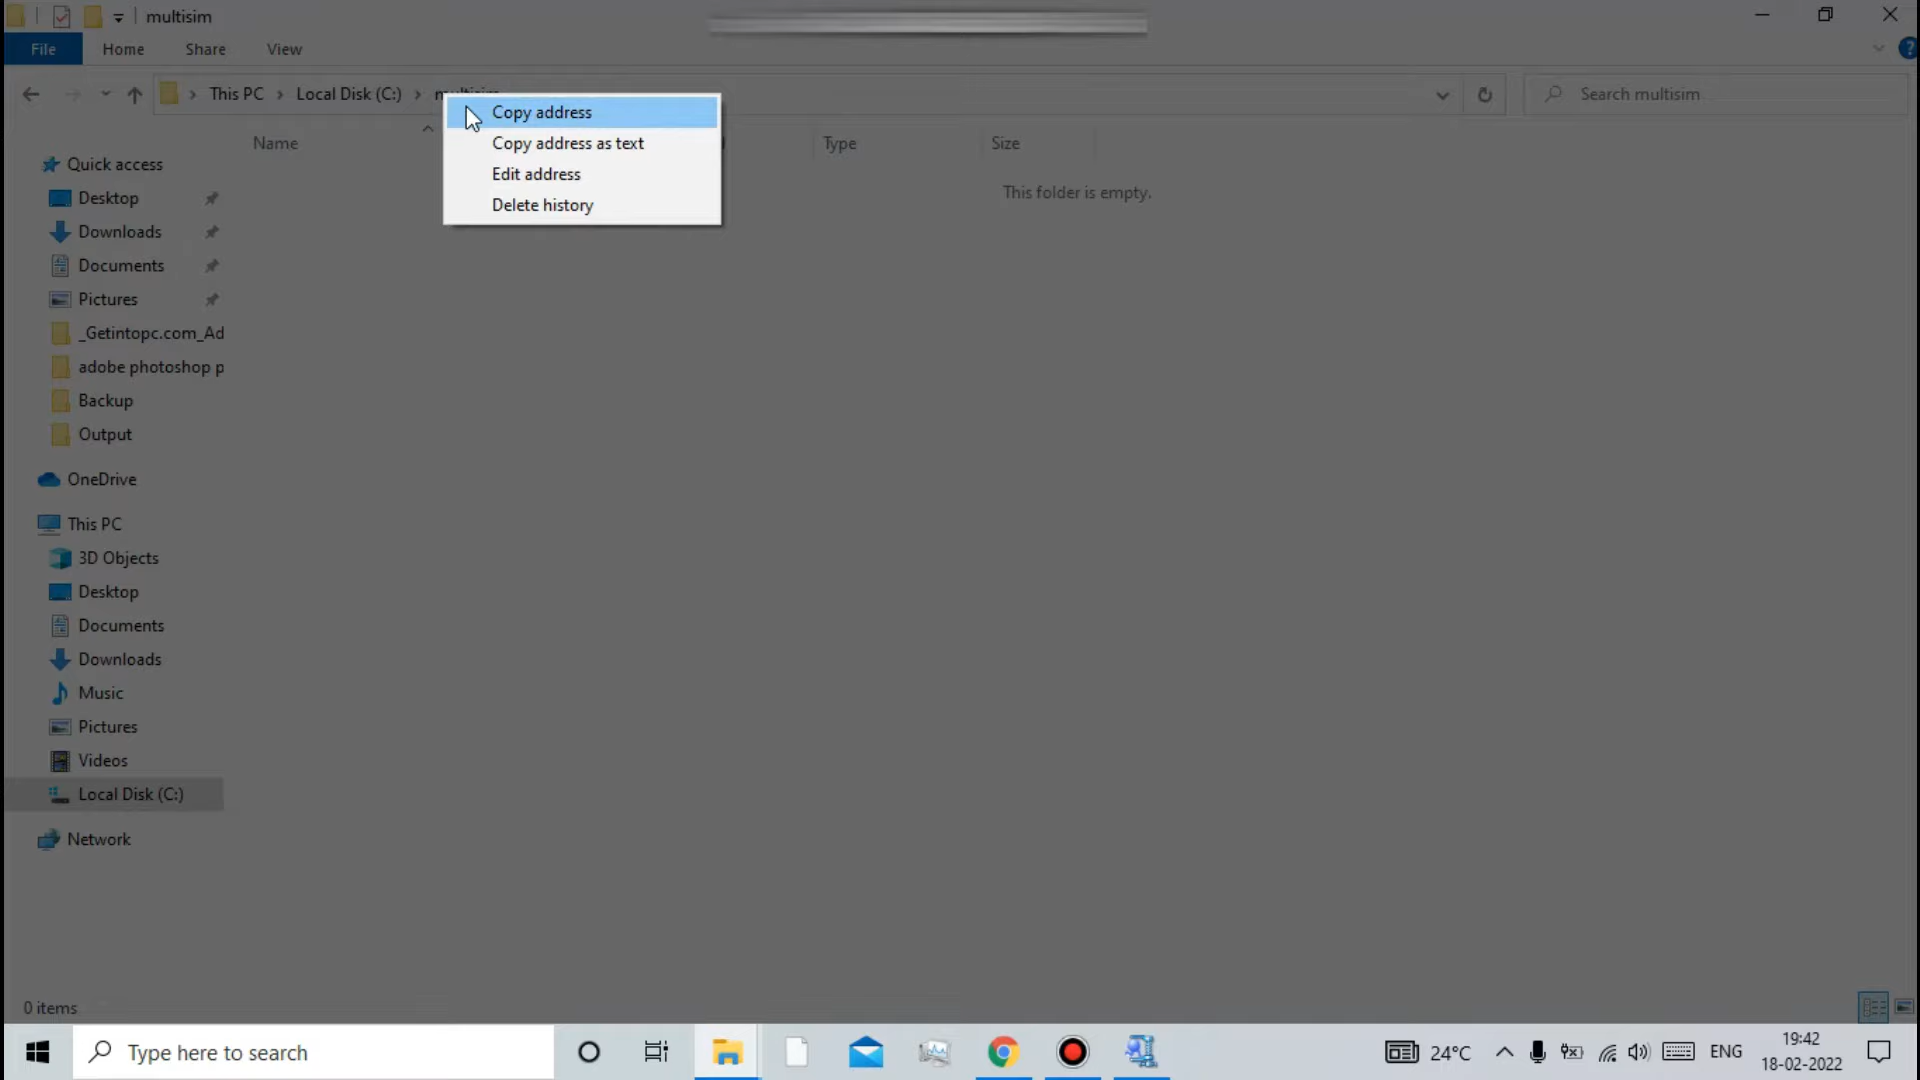 multisim
File Home Share View
This PC Local Disk (C:)
Search multisim
Copy address
Copy address as text
Edit address
Delete history
Name Type Size
This folder is empty.
Quick access
Desktop
Downloads
Documents
Pictures
_Getintopc.com_Ad
adobe photoshop p
Backup
Output
OneDrive
This PC
3D Objects
Desktop
Documents
Downloads
Music
Pictures
Videos
Local Disk (C:)
Network
0 items
Type here to search
24°C
ENG
19:42
18-02-2022